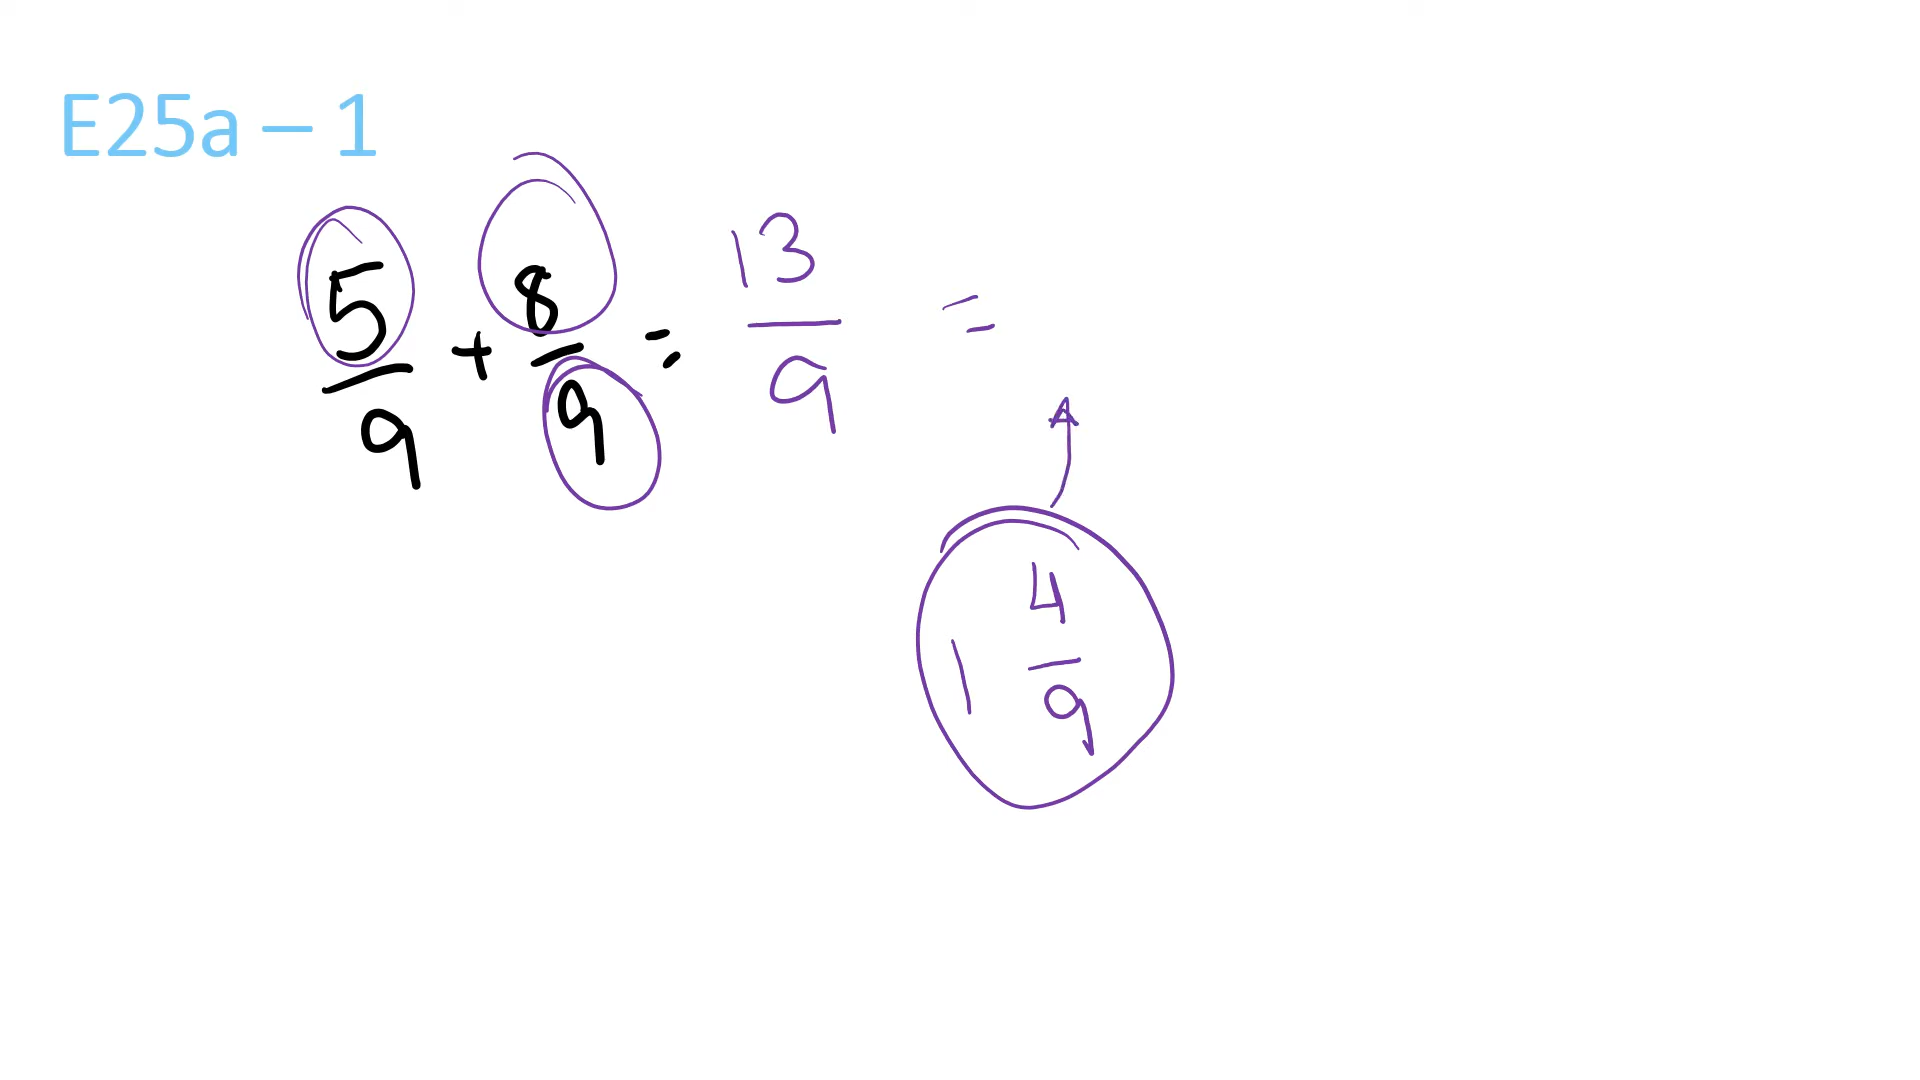 E25a – 1
5/9 + 8/9 = 13/9 =
1 4/9